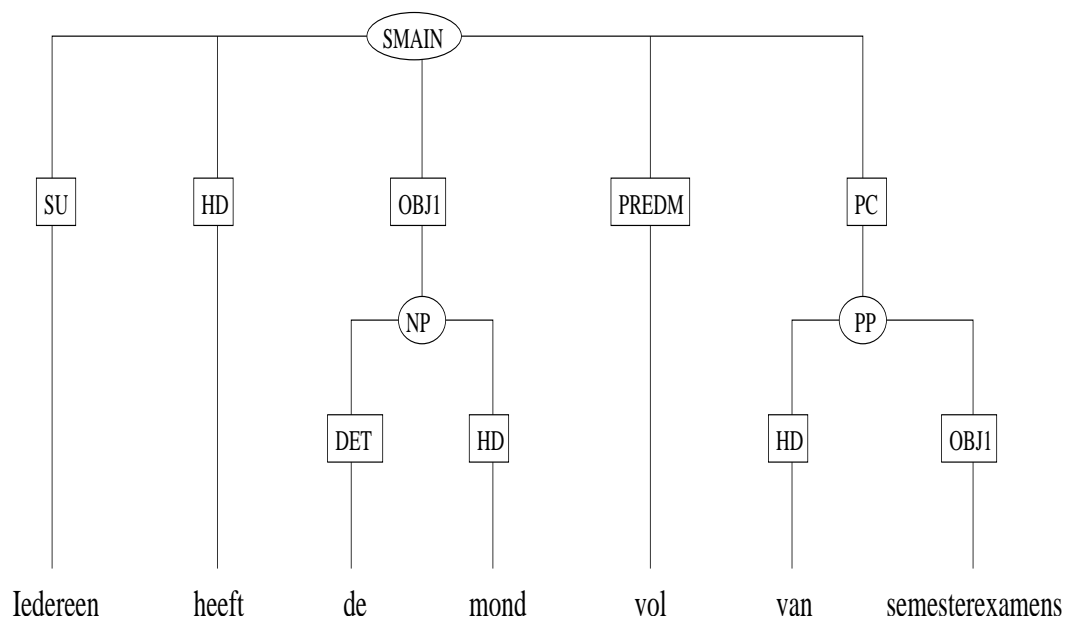 SMAIN
SU HD OBJ1 PREDM PC
NP PP
DET HD HD OBJ1
Iedereen heeft de mond vol van semesterexamens